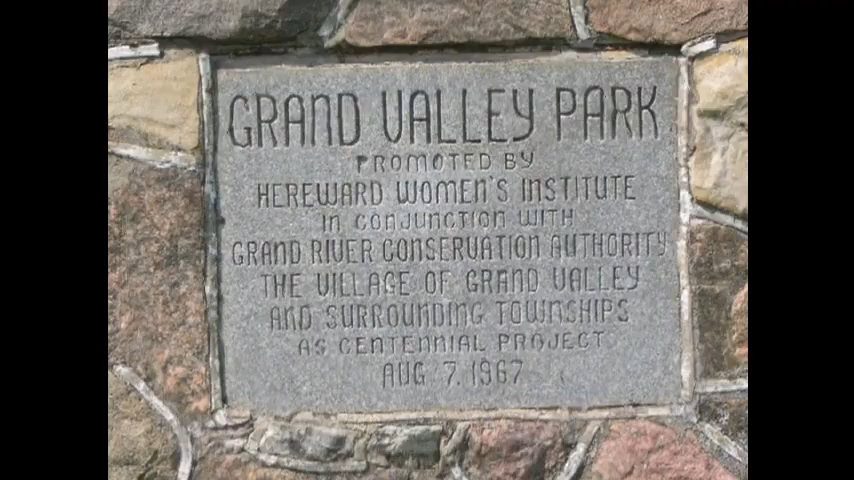 GRAND VALLEY PARK
PROMOTED BY
HEREWARD WOMEN'S INSTITUTE
IN CONJUNCTION WITH
GRAND RIVER CONSERVATION AUTHORITY
THE VILLAGE OF GRAND VALLEY
AND SURROUNDING TOWNSHIPS
AS CENTENNIAL PROJECT
AUG 7. 1967